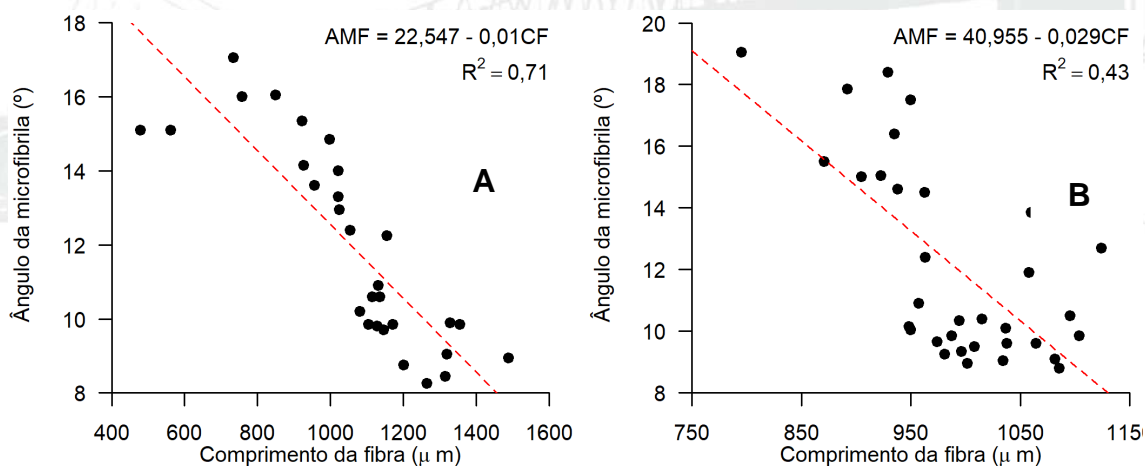 18
16
14
12
10
8
Ângulo da microfibrila (º)
AMF = 22,547 - 0,01CF
R² = 0,71
A
400 600 800 1000 1200 1400 1600
Comprimento da fibra (μ m)
20
18
16
14
12
10
8
Ângulo da microfibrila (º)
AMF = 40,955 - 0,029CF
R² = 0,43
B
750 850 950 1050 1150
Comprimento da fibra (μ m)